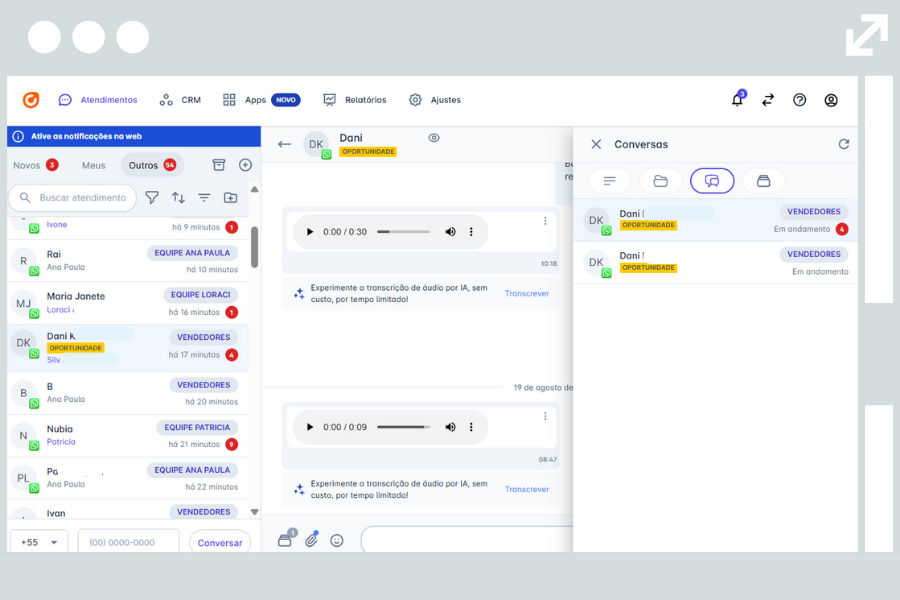 Atendimentos
CRM
Apps NOVO
Relatórios
Ajustes
3
Ative as notificações na web
Novos 3
Meus
Outros 54
Buscar atendimento
Ivone
há 9 minutos 1
R
Rai
EQUIPE ANA PAULA
Ana Paula
há 10 minutos
MJ
Maria Janete
EQUIPE LORACI
Loraci
há 16 minutos 1
DK
Dani K
VENDEDORES
OPORTUNIDADE
há 17 minutos 4
B
B
VENDEDORES
Ana Paula
há 20 minutos
N
Nubia
EQUIPE PATRICIA
Patricia
há 21 minutos 9
PL
EQUIPE ANA PAULA
Ana Paula
há 22 minutos
Ivan
VENDEDORES
+55
(00) 0000-0000
Conversar
DK
Dani
OPORTUNIDADE
re
0:00 / 0:30
10:18
Experimente a transcrição de áudio por IA, sem
custo, por tempo limitado!
Transcrever
19 de agosto de
0:00 / 0:09
08:47
Experimente a transcrição de áudio por IA, sem
custo, por tempo limitado!
Transcrever
1
Conversas
DK
Dani
VENDEDORES
OPORTUNIDADE
Em andamento 4
DK
Dani
VENDEDORES
OPORTUNIDADE
Em andamento